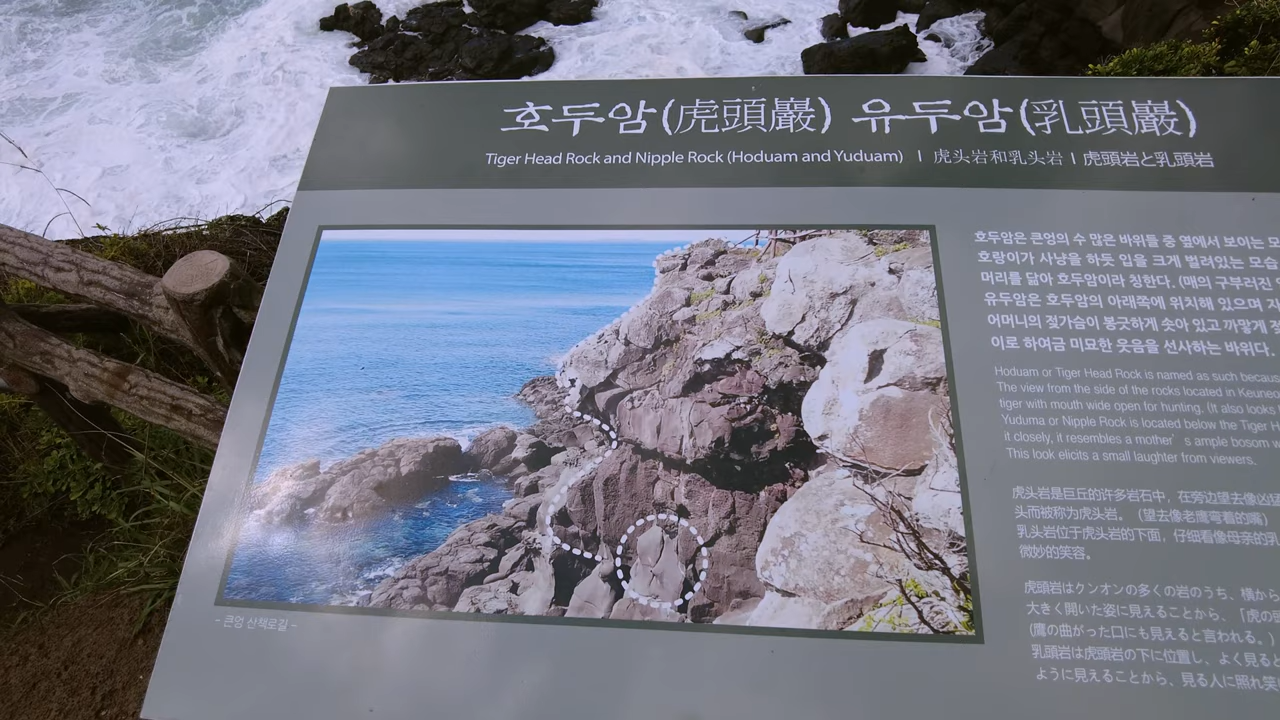 호두암(虎頭巖) 유두암(乳頭巖)
Tiger Head Rock and Nipple Rock (Hoduam and Yuduam) | 虎头岩和乳头岩 | 虎頭岩と乳頭岩
호두암은 큰엉의 수 많은 바위들 중 옆에서 보이는 모
호랑이가 사냥을 하듯 입을 크게 벌려있는 모습
머리를 닮아 호두암이라 칭한다. (매의 구부러진
유두암은 호두암의 아래쪽에 위치해 있으며 자
어머니의 젖가슴이 봉긋하게 솟아 있고 까맣게 젖
이로 하여금 미묘한 웃음을 선사하는 바위다.
Hoduam or Tiger Head Rock is named as such because
The view from the side of the rocks located in Keuneo
tiger with mouth wide open for hunting. (It also looks
Yuduma or Nipple Rock is located below the Tiger H
it closely, it resembles a mother's ample bosom w
This look elicits a small laughter from viewers.
虎头岩是巨丘的许多岩石中，在旁边望去像凶
头而被称为虎头岩。（望去像老鹰弯着的嘴）
乳头岩位于虎头岩的下面，仔细看像母亲的乳
微妙的笑容。
虎頭岩はクンオンの多くの岩のうち、横から
大きく開いた姿に見えることから、「虎の頭
(鷹の曲がった口にも見えると言われる。)
乳頭岩は虎頭岩の下に位置し、よく見ると
ように見えることから、見る人に照れ笑
- 큰엉 산책로길 -